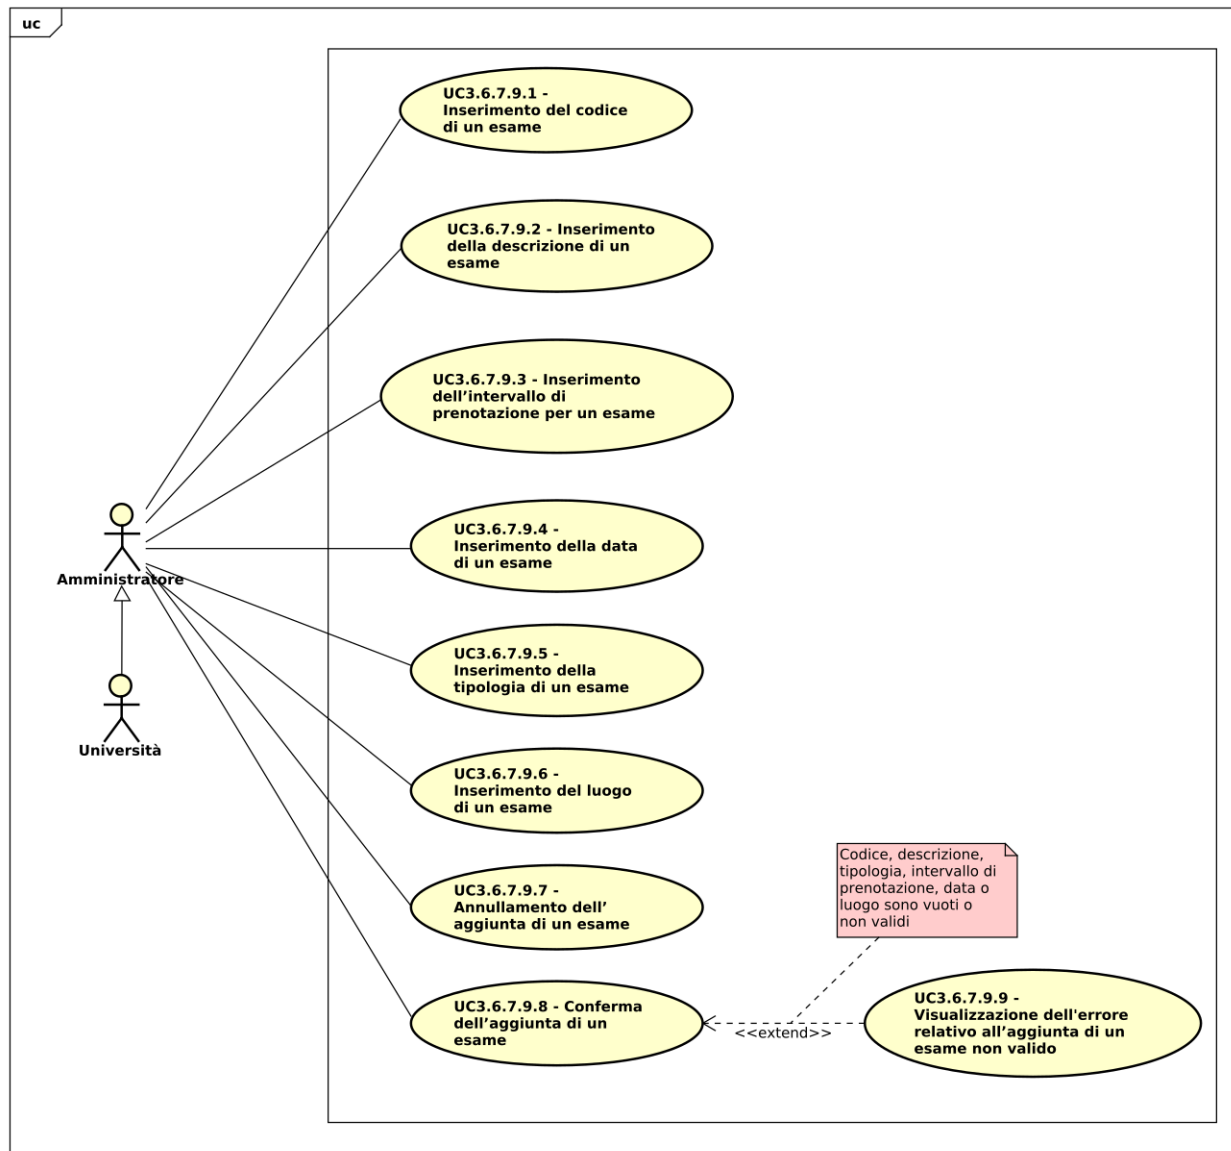 uc
UC3.6.7.9.1 -
Inserimento del codice
di un esame
UC3.6.7.9.2 - Inserimento
della descrizione di un
esame
UC3.6.7.9.3 - Inserimento
dell’intervallo di
prenotazione per un esame
UC3.6.7.9.4 -
Inserimento della data
di un esame
Amministratore
UC3.6.7.9.5 -
Inserimento della
tipologia di un esame
Università
UC3.6.7.9.6 -
Inserimento del luogo
di un esame
UC3.6.7.9.7 -
Annullamento dell’
aggiunta di un esame
Codice, descrizione,
tipologia, intervallo di
prenotazione, data o
luogo sono vuoti o
non validi
UC3.6.7.9.8 - Conferma
dell’aggiunta di un
esame
<<extend>>
UC3.6.7.9.9 -
Visualizzazione dell'errore
relativo all’aggiunta di un
esame non valido